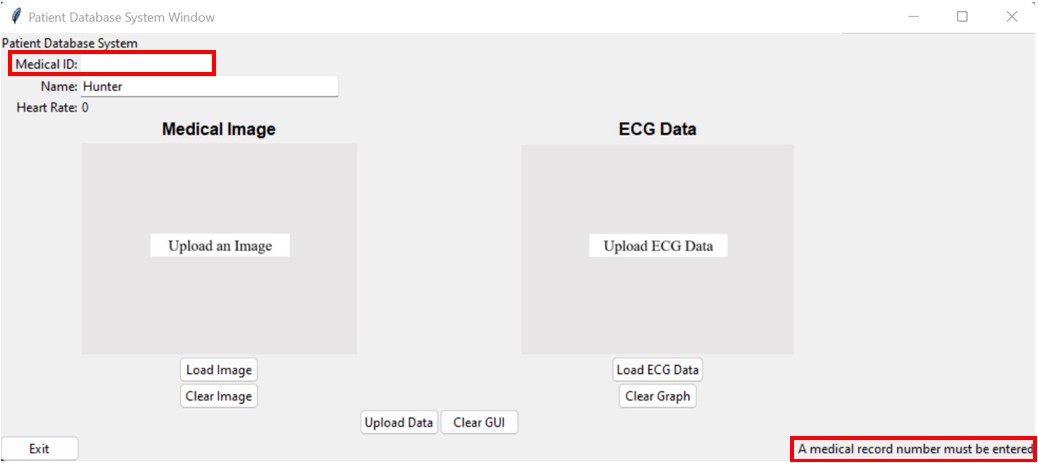 Patient Database System Window
Patient Database System
Medical ID:
Name: Hunter
Heart Rate: 0
Medical Image ECG Data
Upload an Image Upload ECG Data
Load Image Load ECG Data
Clear Image Clear Graph
Upload Data Clear GUI
Exit A medical record number must be entered